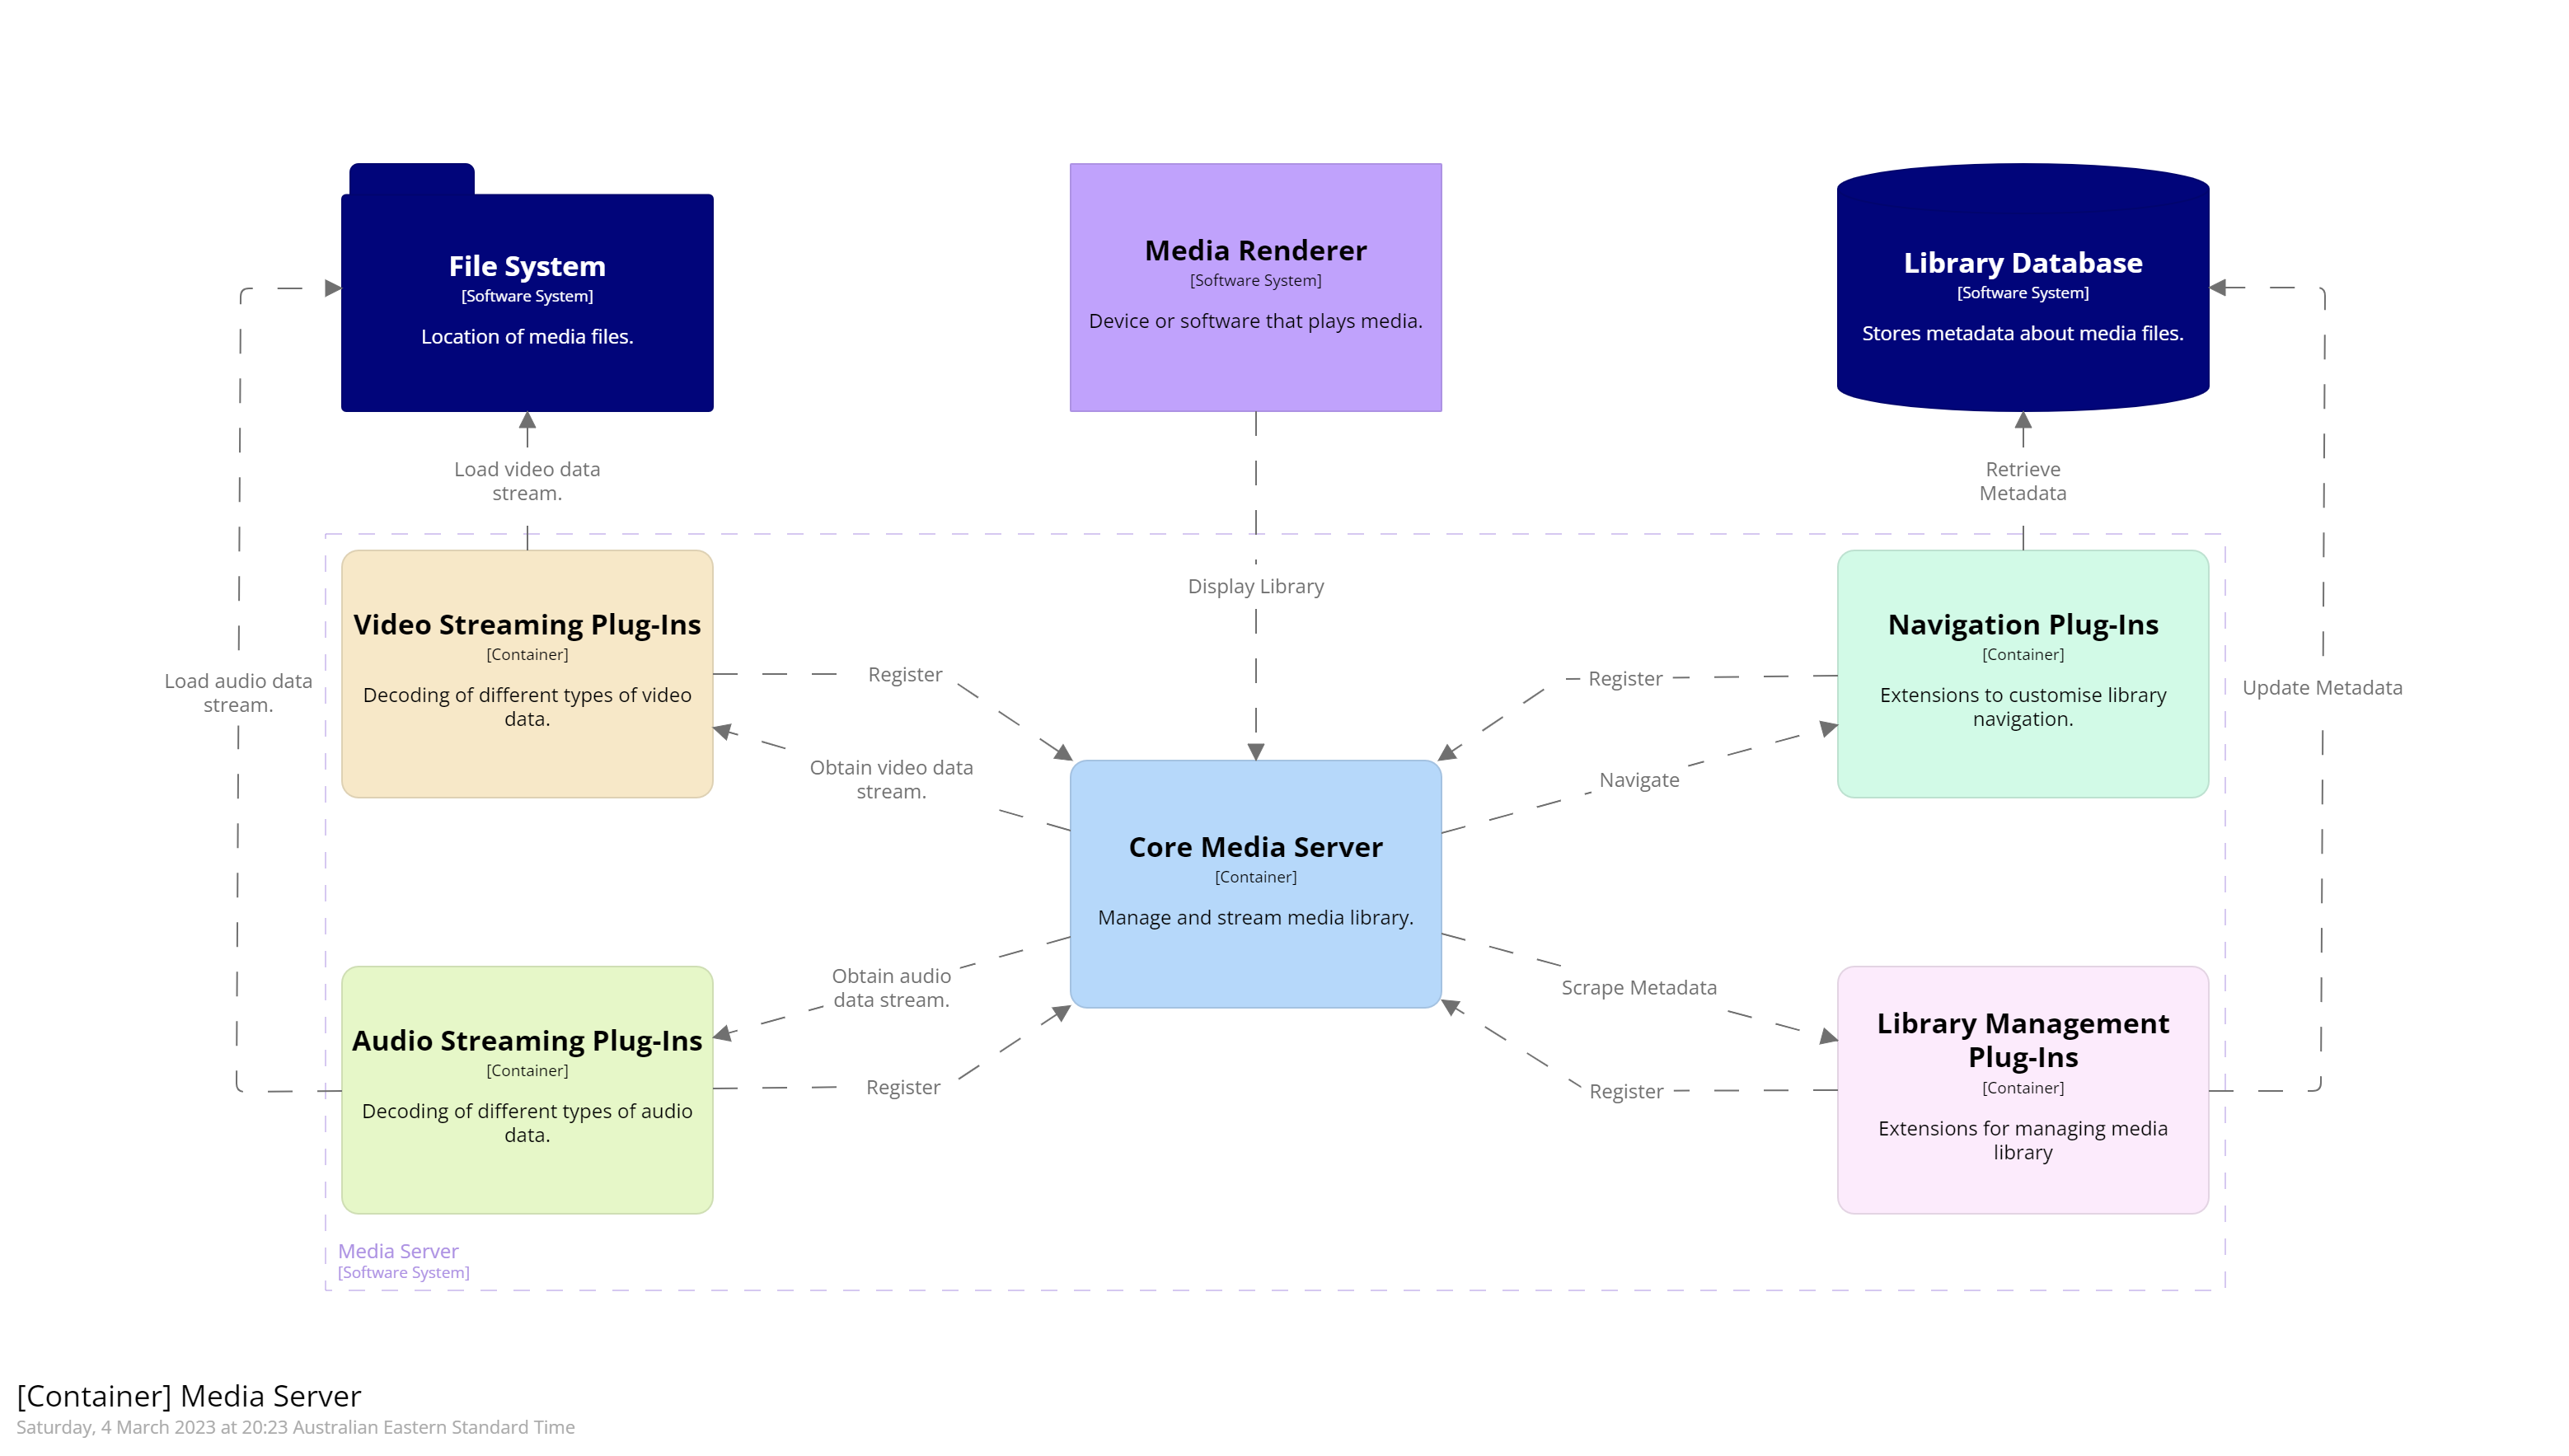 File System
[Software System]
Location of media files.
Media Renderer
[Software System]
Device or software that plays media.
Library Database
[Software System]
Stores metadata about media files.
Load video data
stream.
Retrieve
Metadata
Display Library
Video Streaming Plug-Ins
[Container]
Decoding of different types of video
data.
Navigation Plug-Ins
[Container]
Extensions to customise library
navigation.
Load audio data
stream.
Register
Register
Update Metadata
Obtain video data
stream.
Navigate
Core Media Server
[Container]
Manage and stream media library.
Obtain audio
data stream.
Scrape Metadata
Register
Register
Audio Streaming Plug-Ins
[Container]
Decoding of different types of audio
data.
Library Management
Plug-Ins
[Container]
Extensions for managing media
library
Media Server
[Software System]
[Container] Media Server
Saturday, 4 March 2023 at 20:23 Australian Eastern Standard Time